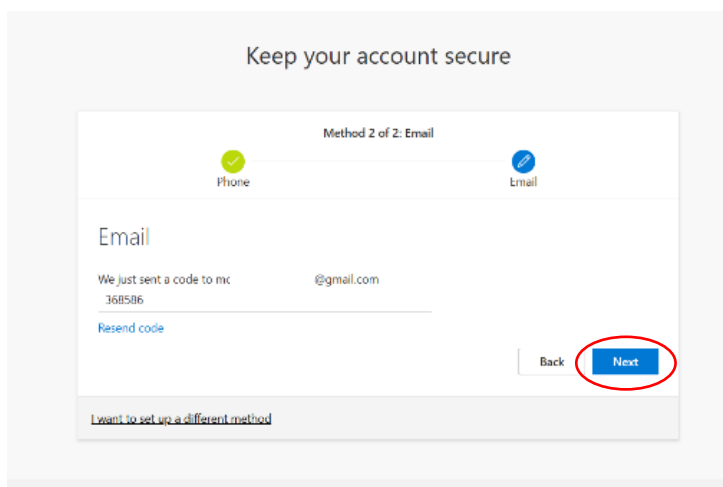 Keep your account secure
Method 2 of 2: Email
Phone
Email
Email
We just sent a code to mc @gmail.com
368586
Resend code
Back Next
I want to set up a different method